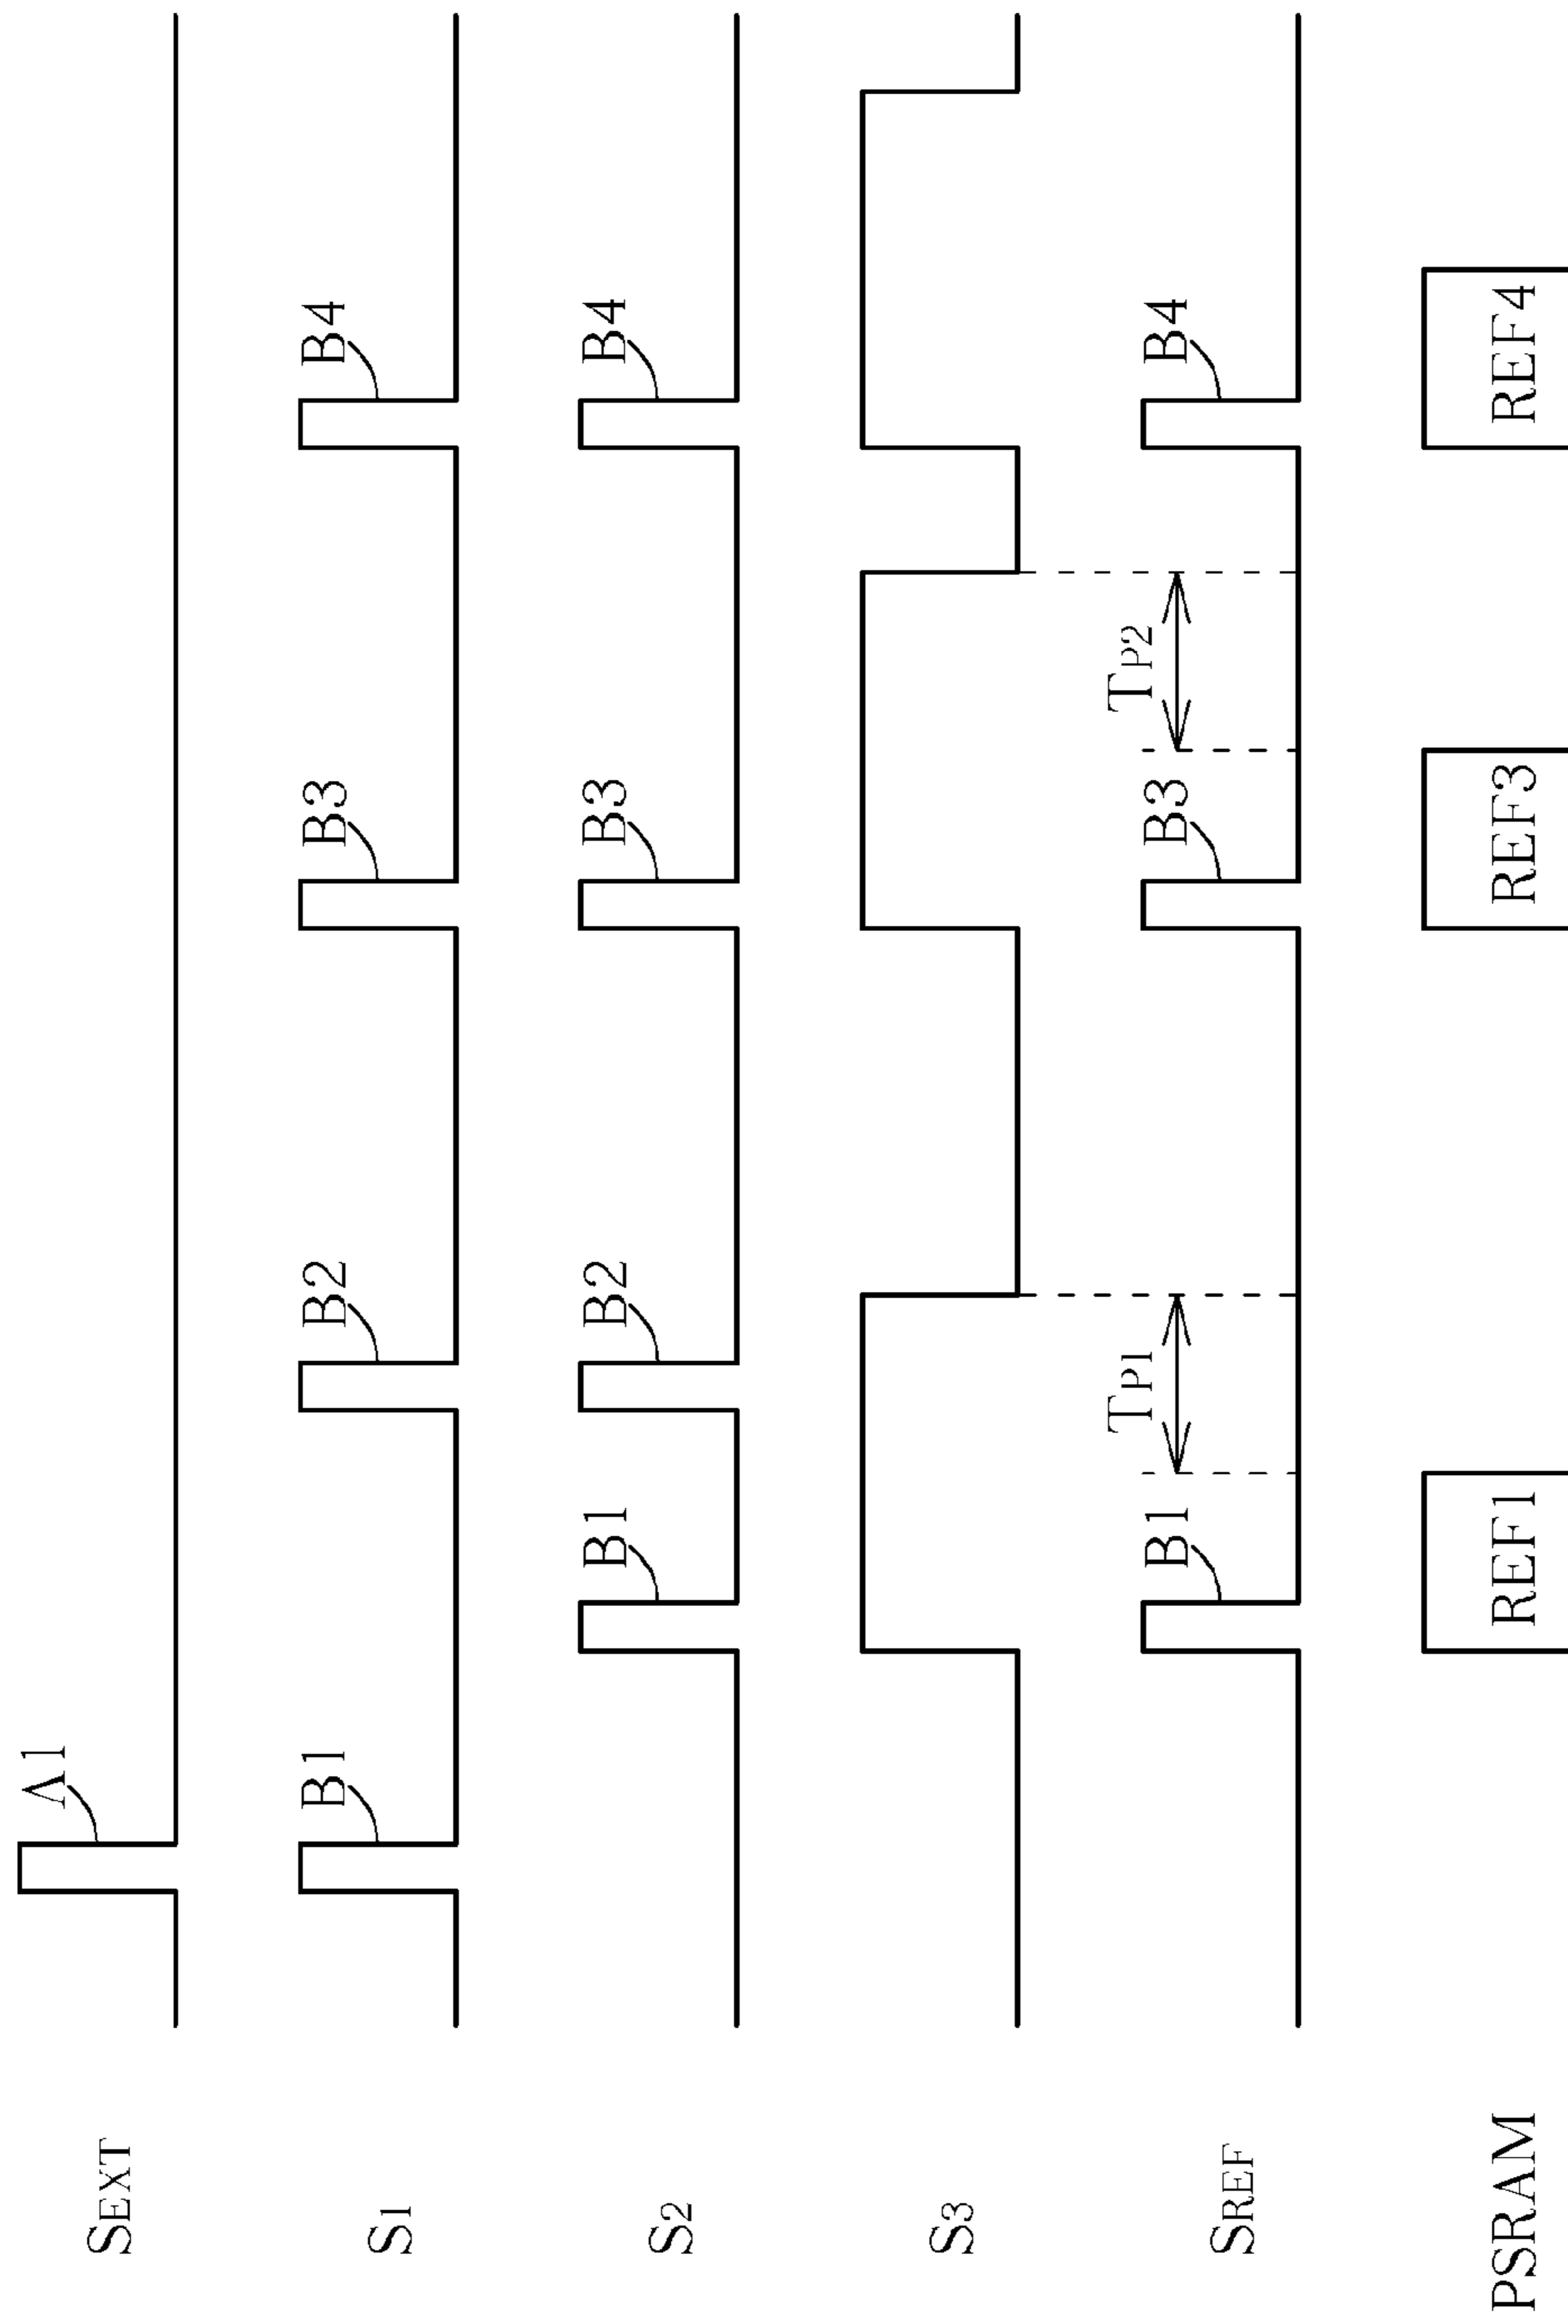 SEXT
A1
S1
B1
B2
B3
B4
S2
B1
B2
B3
B4
S3
SREF
B1
TP1
B3
TP2
B4
PSRAM
REF1
REF3
REF4